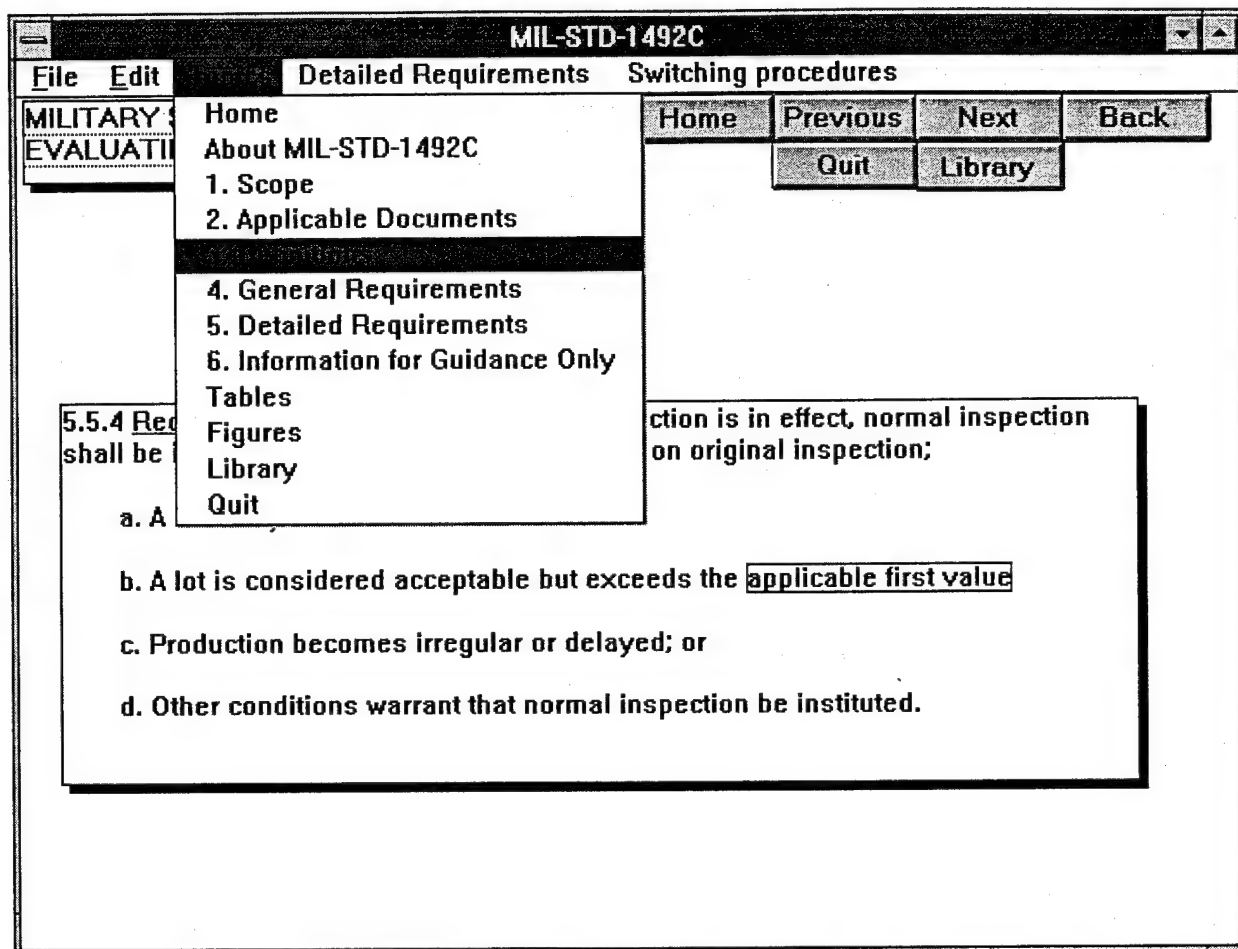 MIL-STD-1492C
File Edit Detailed Requirements Switching procedures
MILITARY
EVALUATI
Home Previous Next Back
Quit Library
Home
About MIL-STD-1492C
1. Scope
2. Applicable Documents
4. General Requirements
5. Detailed Requirements
6. Information for Guidance Only
Tables
Figures
Library
Quit
5.5.4 Red ction is in effect, normal inspection
shall be i on original inspection;
a. A
b. A lot is considered acceptable but exceeds the applicable first value
c. Production becomes irregular or delayed; or
d. Other conditions warrant that normal inspection be instituted.